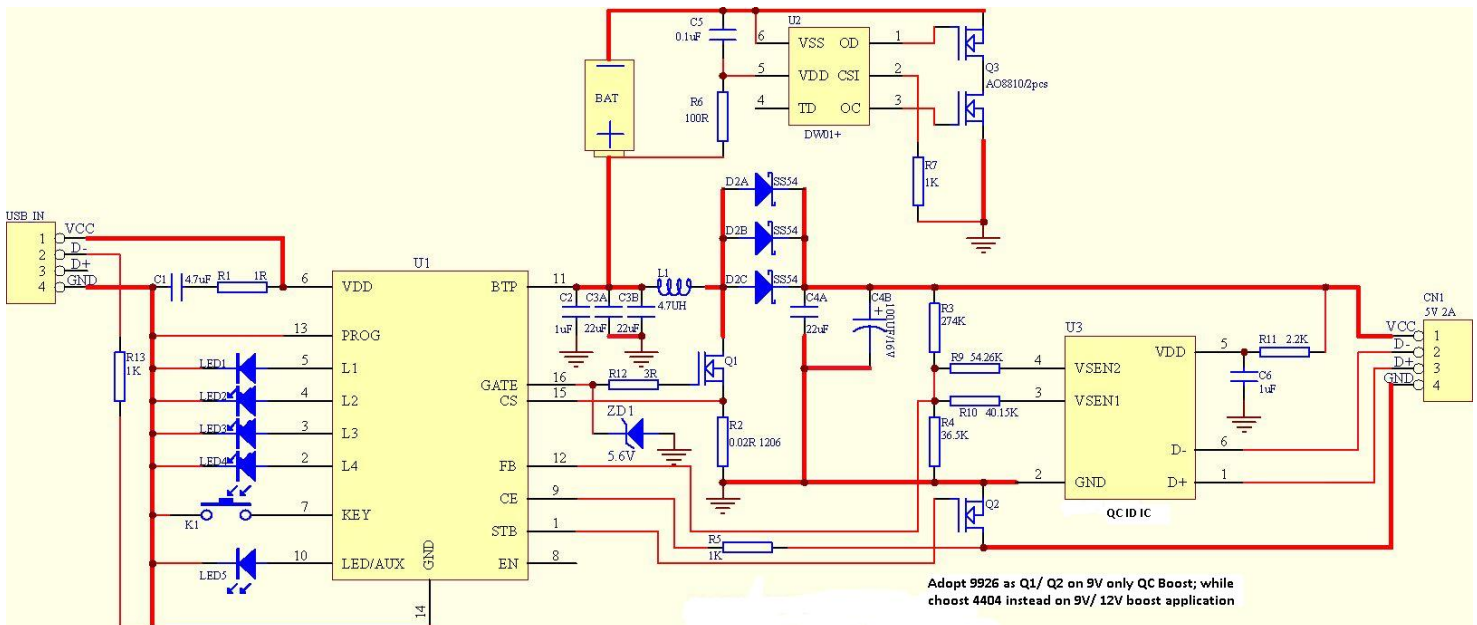 C5
0.1uF
U2
6
VSS
OD
1
5
VDD
CSI
2
4
TD
OC
3
DW01+
Q3
AO8810/2pcs
BAT
R6
100R
R7
1K
D2A
SS54
D2B
SS54
D2C
SS54
USB IN
1
VCC
2
D-
3
D+
4
GND
C1
4.7uF
R1
1R
U1
6
VDD
BTP
11
13
PROG
5
L1
4
L2
3
L3
2
L4
7
KEY
10
LED/AUX
GND
14
GATE
16
CS
15
FB
12
CE
9
STB
1
EN
8
R13
1K
LED1
LED2
LED3
LED4
K1
LED5
C2
1uF
C3A
22uF
C3B
22uF
L1
4.7UH
C4A
22uF
C4B
100UF/16V
R12
3R
Q1
ZD1
5.6V
R2
0.02R 1206
R3
274K
R9
54.26K
R10
40.15K
R4
36.5K
U3
4
VSEN2
3
VSEN1
2
GND
VDD
5
D-
6
D+
1
QC ID IC
R11
2.2K
C6
1uF
CN1
5V 2A
VCC
1
D-
2
D+
3
GND
4
R5
1K
Q2
Adopt 9926 as Q1/ Q2 on 9V only QC Boost; while
choost 4404 instead on 9V/ 12V boost application